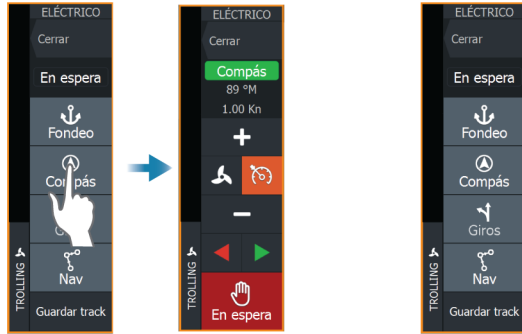 ELÉCTRICO
Cerrar
En espera
Fondeo
Compás
Nav
Guardar track
TROLLING
ELÉCTRICO
Cerrar
Compás
89 °M
1.00 Kn
En espera
TROLLING
ELÉCTRICO
Cerrar
En espera
Fondeo
Compás
Giros
Nav
Guardar track
TROLLING